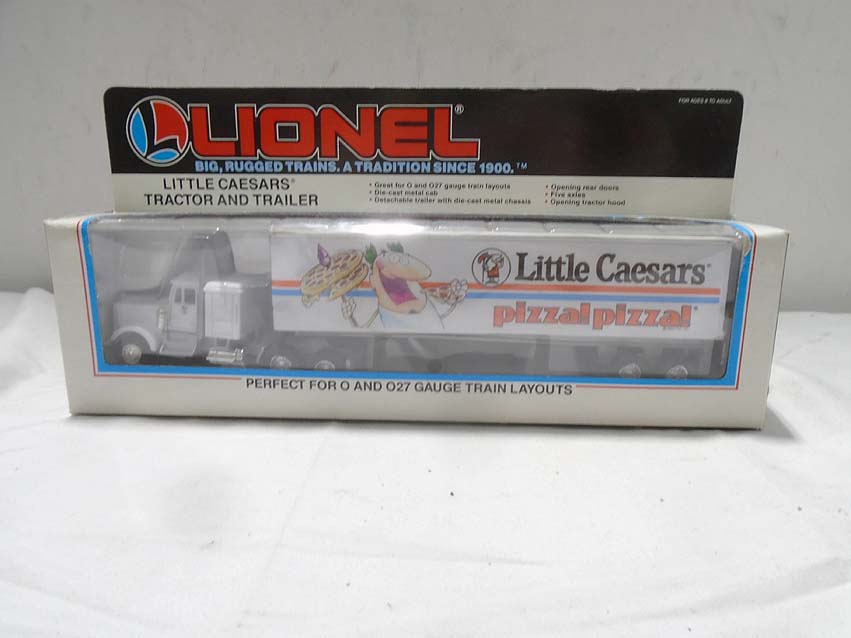 FOR AGES 8 TO ADULT
LIONEL®
BIG, RUGGED TRAINS. A TRADITION SINCE 1900.™
LITTLE CAESARS®
TRACTOR AND TRAILER
• Great for O and O27 gauge train layouts
• Die-cast metal cab
• Detachable trailer with die-cast metal chassis
• Opening rear doors
• Five axles
• Opening tractor hood
Little Caesars®
pizza! pizza!
PERFECT FOR O AND O27 GAUGE TRAIN LAYOUTS